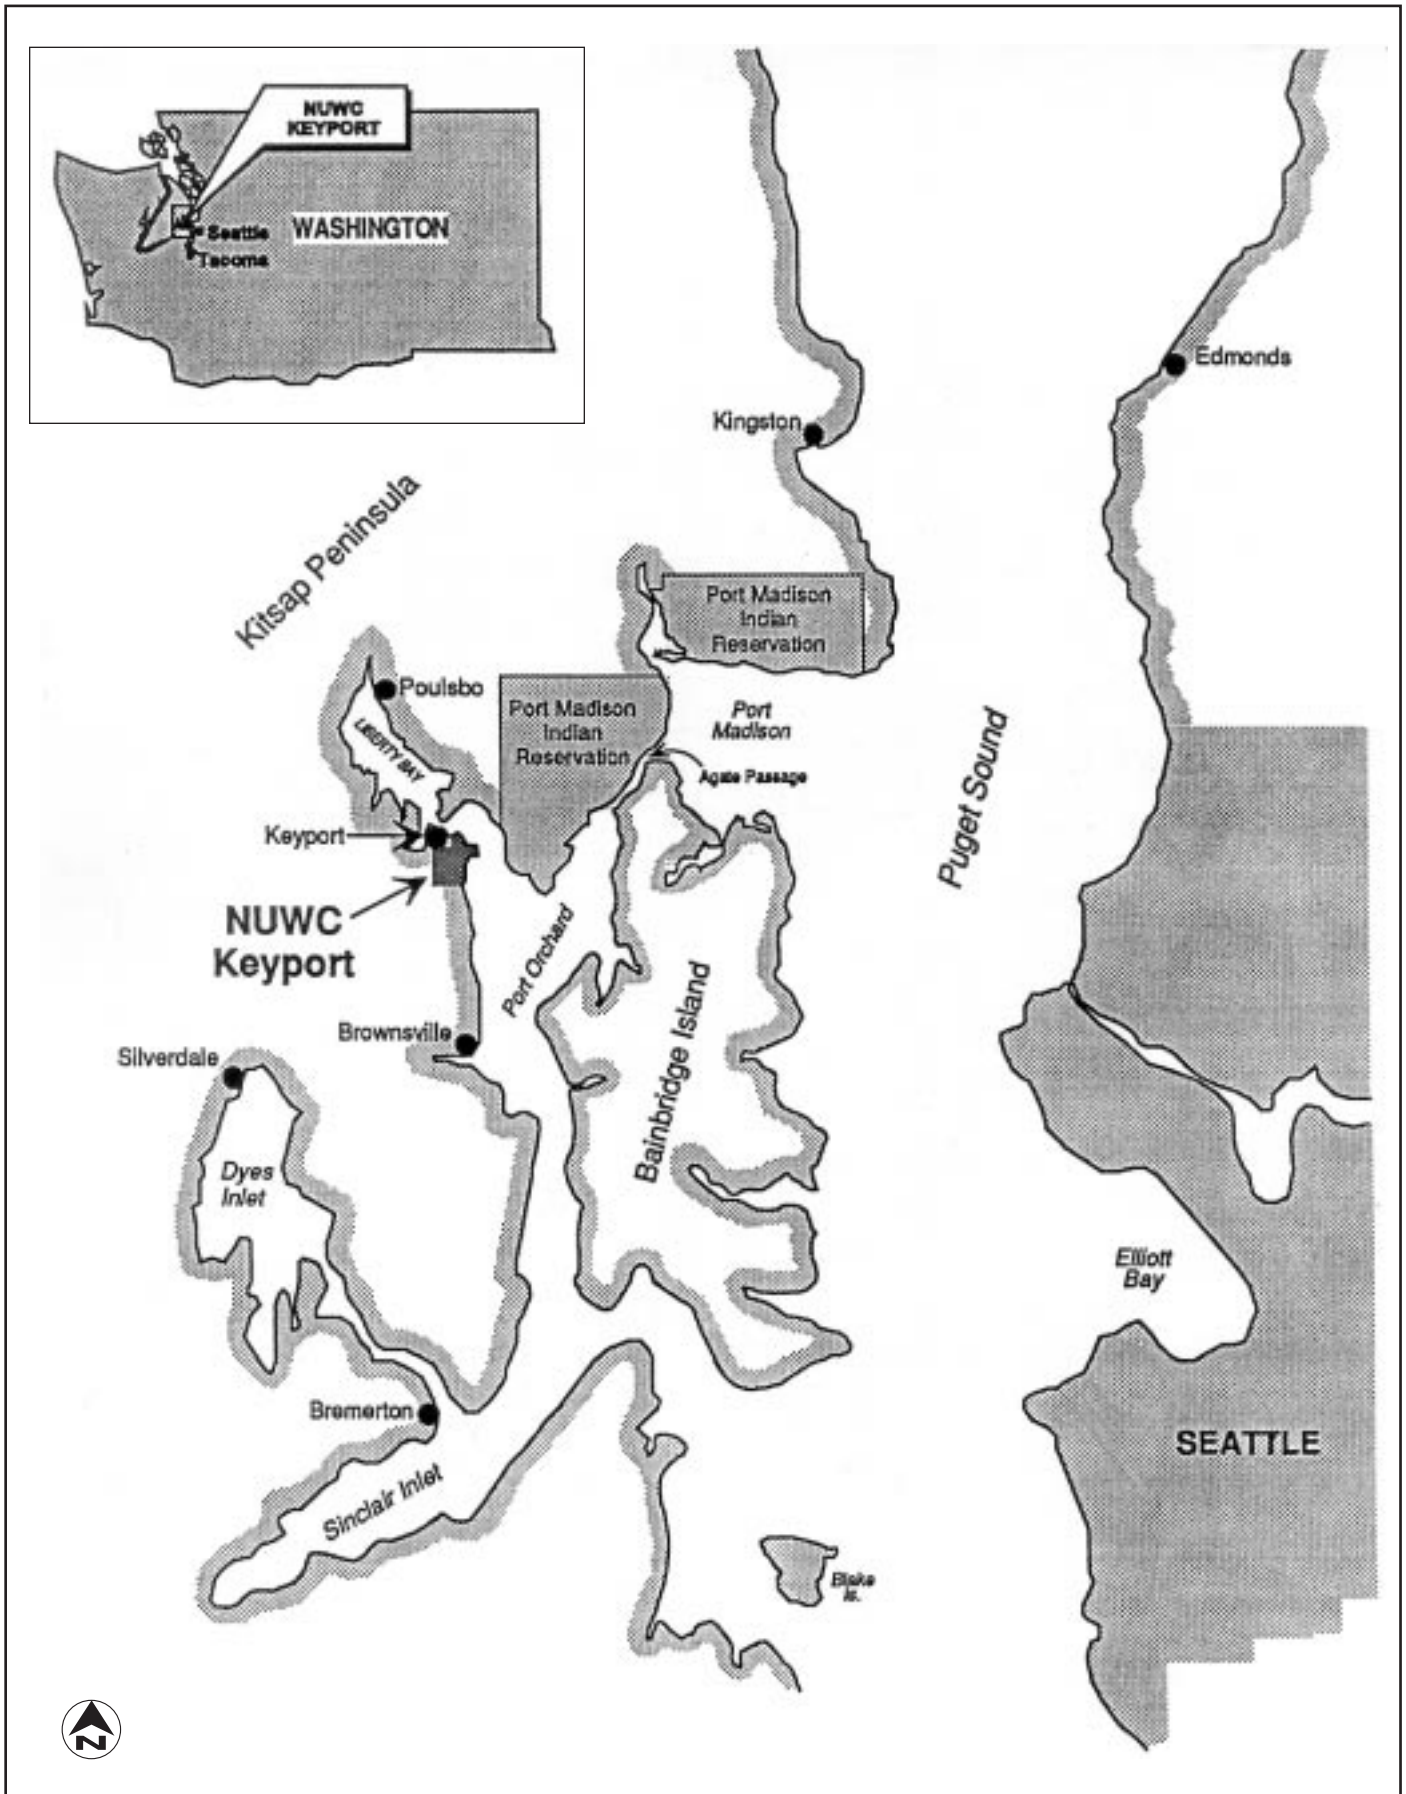 NUWC
KEYPORT
Seattle
WASHINGTON
Tacoma
Edmonds
Kingston
Kitsap Peninsula
Port Madison
Indian
Reservation
Poulsbo
Port Madison
Indian
Reservation
Port
Madison
LIBERTY BAY
Agate Passage
Puget Sound
Keyport
NUWC
Keyport
Port Orchard
Bainbridge Island
Brownsville
Silverdale
Dyes
Inlet
Elliott
Bay
Bremerton
SEATTLE
Sinclair Inlet
Blake
Is.
N